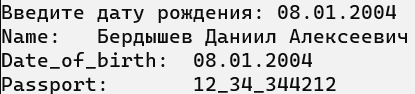 Введите дату рождения: 08.01.2004
Name:   Бердышев Даниил Алексеевич
Date_of_birth:  08.01.2004
Passport:       12_34_344212